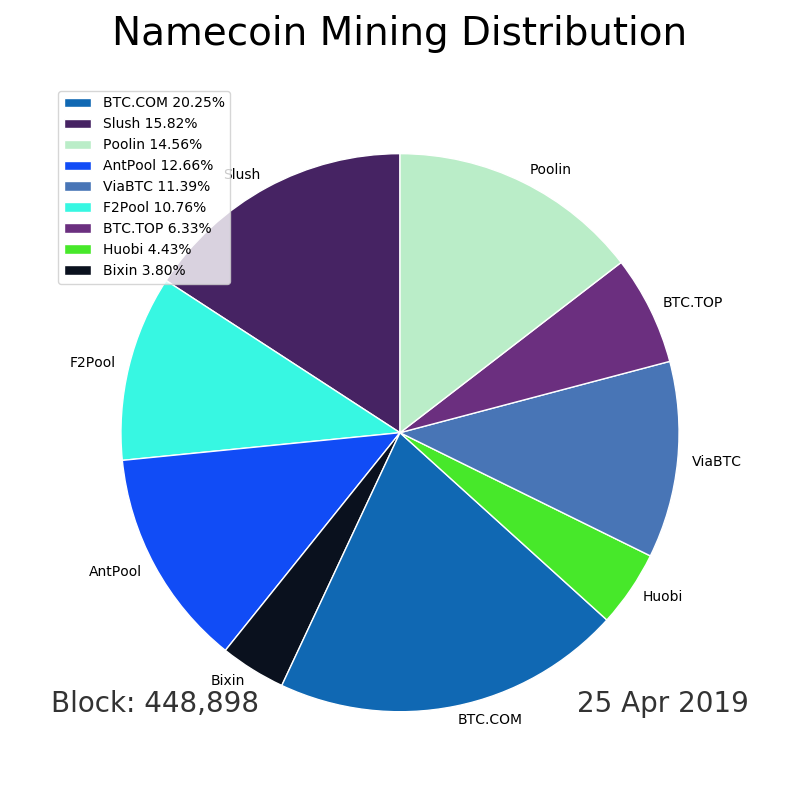 Namecoin Mining Distribution
BTC.COM 20.25%
Slush 15.82%
Poolin 14.56%
AntPool 12.66%
ViaBTC 11.39%
F2Pool 10.76%
BTC.TOP 6.33%
Huobi 4.43%
Bixin 3.80%
Slush
Poolin
BTC.TOP
F2Pool
ViaBTC
AntPool
Huobi
Bixin
BTC.COM
Block: 448,898
25 Apr 2019